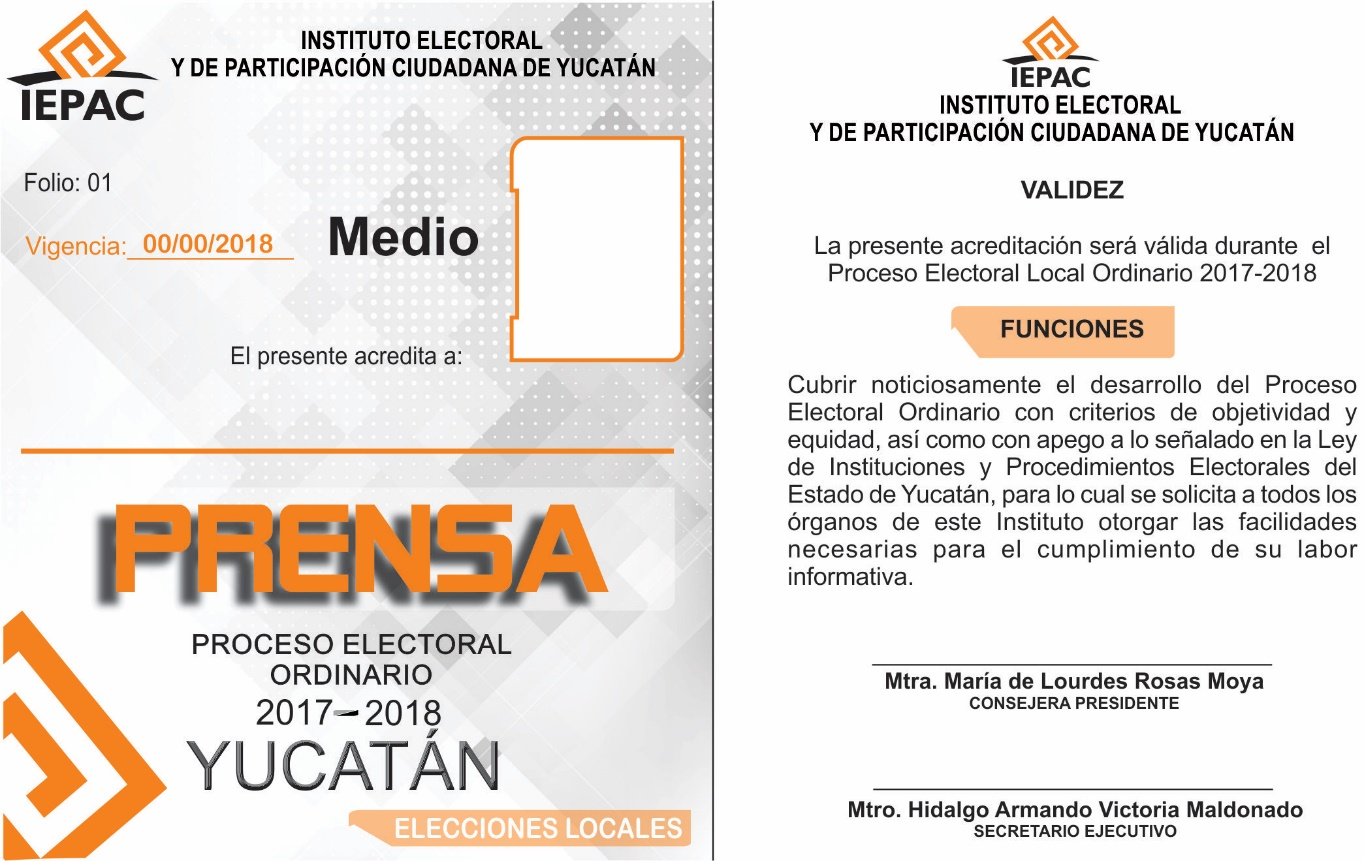 IEPAC
INSTITUTO ELECTORAL
Y DE PARTICIPACIÓN CIUDADANA DE YUCATÁN
Folio: 01
Vigencia: 00/00/2018
Medio
El presente acredita a:
PRENSA
PROCESO ELECTORAL
ORDINARIO
2017–2018
YUCATÁN
ELECCIONES LOCALES
IEPAC
INSTITUTO ELECTORAL
Y DE PARTICIPACIÓN CIUDADANA DE YUCATÁN
VALIDEZ
La presente acreditación será válida durante el
Proceso Electoral Local Ordinario 2017-2018
FUNCIONES
Cubrir noticiosamente el desarrollo del Proceso
Electoral Ordinario con criterios de objetividad y
equidad, así como con apego a lo señalado en la Ley
de Instituciones y Procedimientos Electorales del
Estado de Yucatán, para lo cual se solicita a todos los
órganos de este Instituto otorgar las facilidades
necesarias para el cumplimiento de su labor
informativa.
Mtra. María de Lourdes Rosas Moya
CONSEJERA PRESIDENTE
Mtro. Hidalgo Armando Victoria Maldonado
SECRETARIO EJECUTIVO